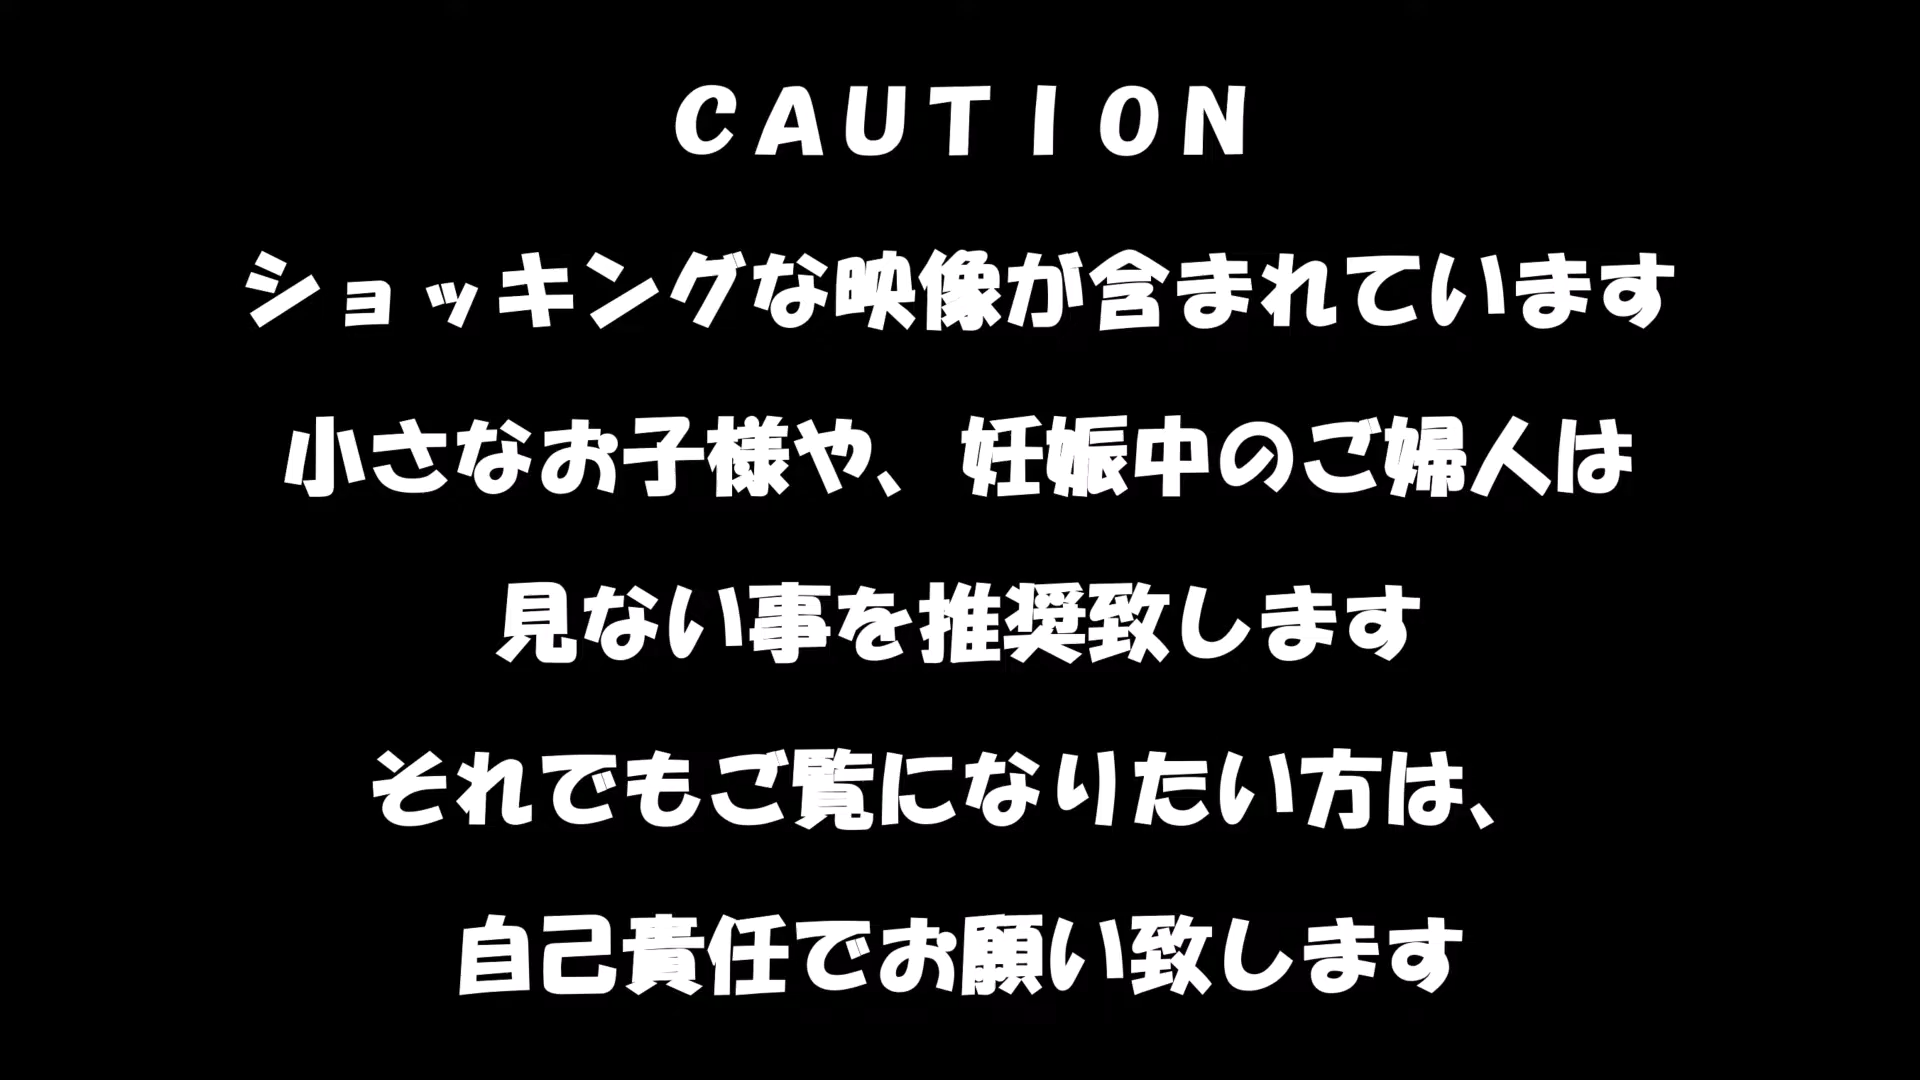 CAUTION
ショッキングな映像が含まれています
小さなお子様や、妊娠中のご婦人は
見ない事を推奨致します
それでもご覧になりたい方は、
自己責任でお願い致します